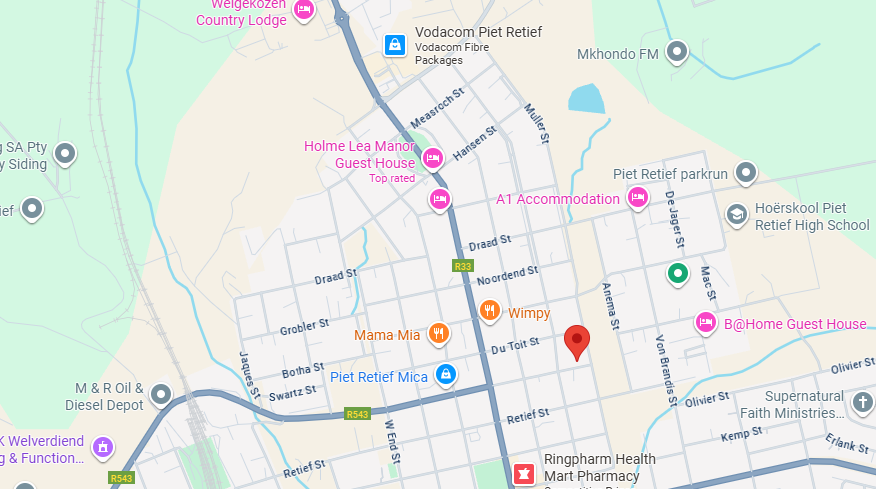 Welgekozen
Country Lodge
Vodacom Piet Retief
Vodacom Fibre
Packages
Mkhondo FM
Measroch St
Muller St
Hansen St
g SA Pty
y Siding
Holme Lea Manor
Guest House
Top rated
Piet Retief parkrun
A1 Accommodation
De Jager St
ief
Hoërskool Piet
Retief High School
Draad St
R33
Noordend St
Draad St
Mac St
Anema St
Wimpy
Grobler St
Mama Mia
B@Home Guest House
Du Toit St
Von Brandis St
Jaques St
Botha St
Piet Retief Mica
Olivier St
M & R Oil &
Diesel Depot
Swartz St
Olivier St
Supernatural
Faith Ministries...
R543
Retief St
W End St
Kemp St
Erlank St
K Welverdiend
g & Function...
Retief St
Ringpharm Health
Mart Pharmacy
R543